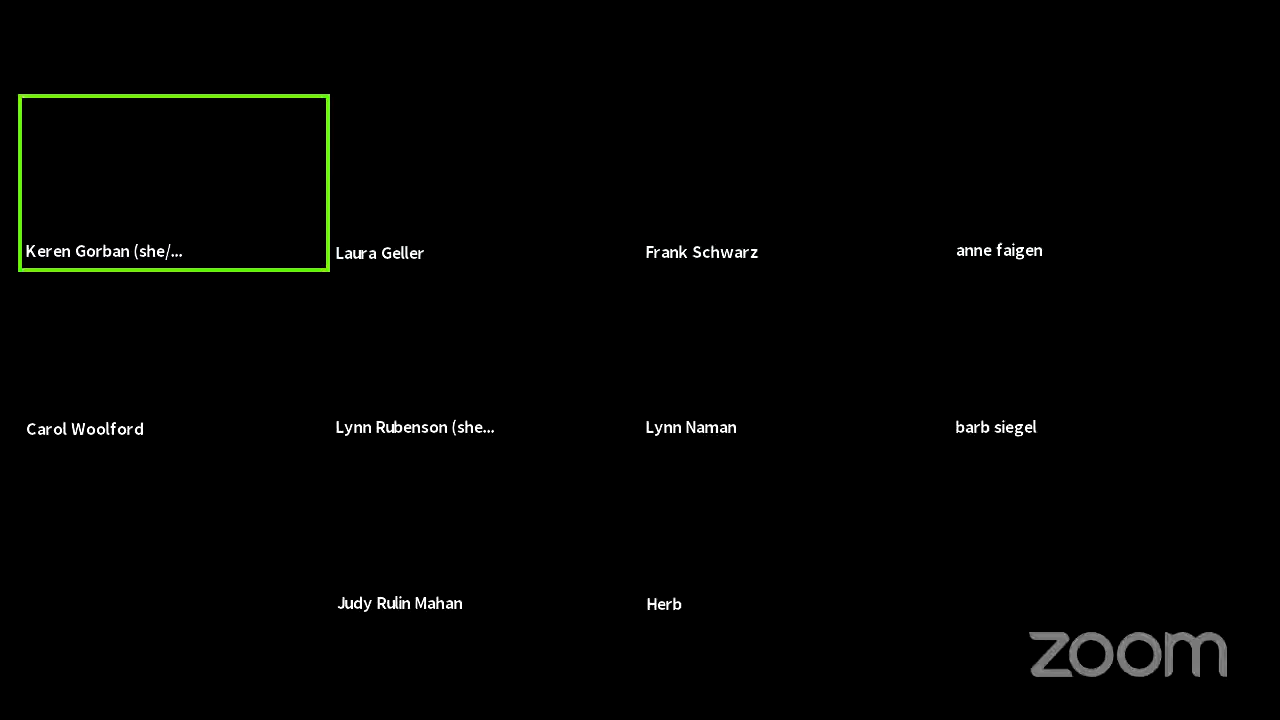 Keren Gorban (she/...
Laura Geller
Frank Schwarz
anne faigen
Carol Woolford
Lynn Rubenson (she...
Lynn Naman
barb siegel
Judy Rulin Mahan
Herb
zoom